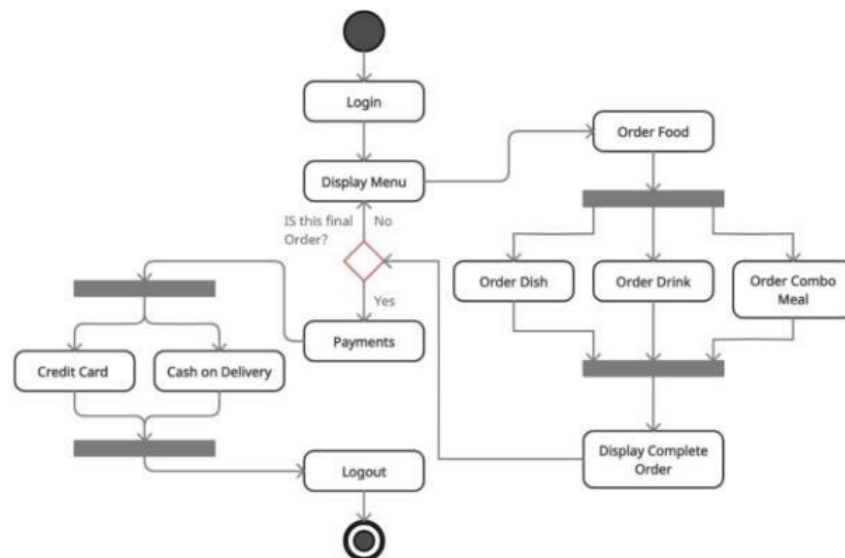 Login
Order Food
Display Menu
IS this final
Order?
No
Order Dish
Order Drink
Order Combo
Meal
Yes
Payments
Credit Card
Cash on Delivery
Display Complete
Order
Logout